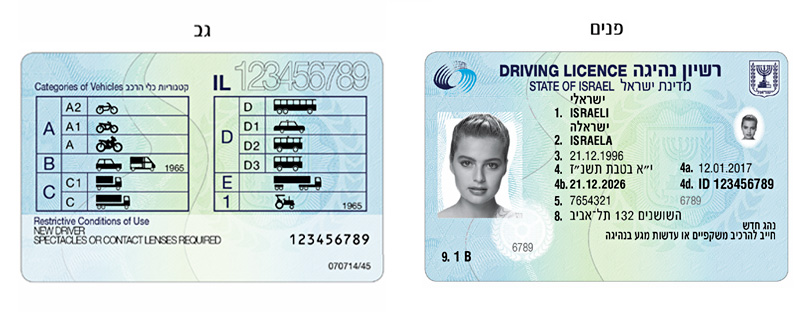 גב
Categories of Vehicles קטגוריות כלי הרכב
IL 123456789
A
A2
A1
A
B
1965
C
C1
C
D
D
D1
D2
D3
E
1
1965
Restrictive Conditions of Use
NEW DRIVER
SPECTACLES OR CONTACT LENSES REQUIRED
123456789
070714/45
פנים
DRIVING LICENCE רשיון נהיגה
STATE OF ISRAEL מדינת ישראל
ישראלי
1. ISRAELI
ישראלה
2. ISRAELA
3. 21.12.1996
4. י"א בטבת תשנ"ז
4a. 12.01.2017
4b. 21.12.2026
4d. ID 123456789
5. 7654321
6789
8. השושנים 132 תל־אביב
נהג חדש
חייב להרכיב משקפיים או עדשות מגע בנהיגה
6789
9. 1 B